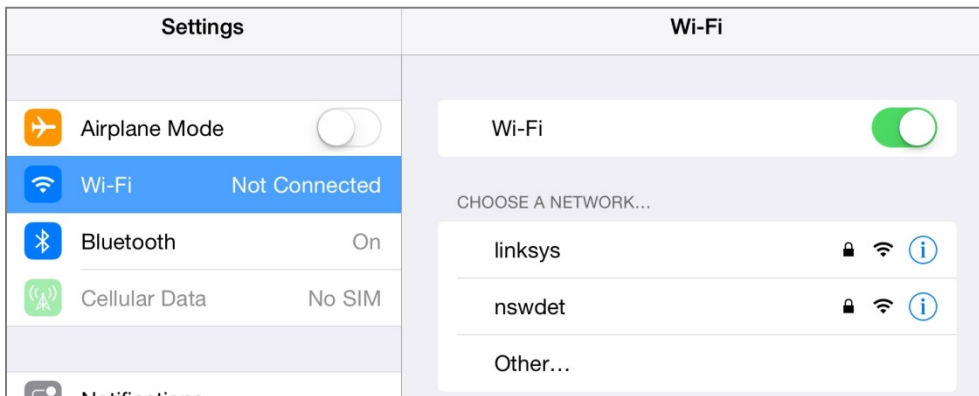 Settings
Wi-Fi
Airplane Mode
Wi-Fi Not Connected
Bluetooth On
Cellular Data No SIM
Notifications
Wi-Fi
CHOOSE A NETWORK...
linksys
nswdet
Other...